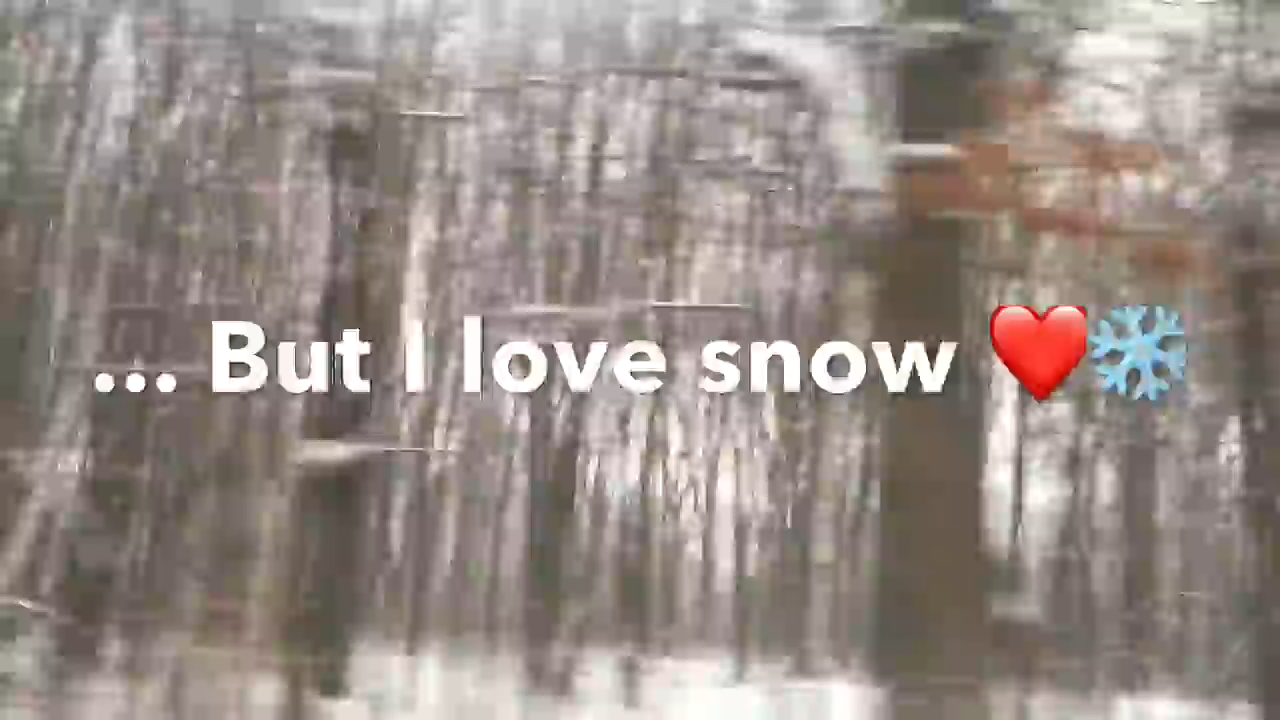 ... But I love snow ❤️❄️